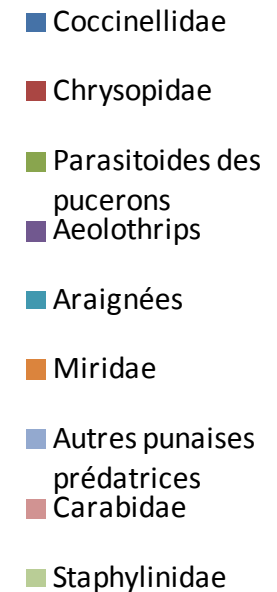 Coccinellidae
Chrysopidae
Parasitoides des
pucerons
Aeolothrips
Araignées
Miridae
Autres punaises
prédatrices
Carabidae
Staphylinidae